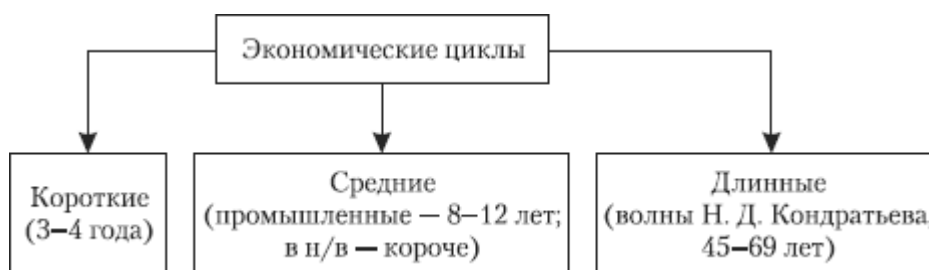 Экономические циклы
Короткие
(3–4 года)
Средние
(промышленные – 8–12 лет;
в н/в – короче)
Длинные
(волны Н. Д. Кондратьева,
45–69 лет)